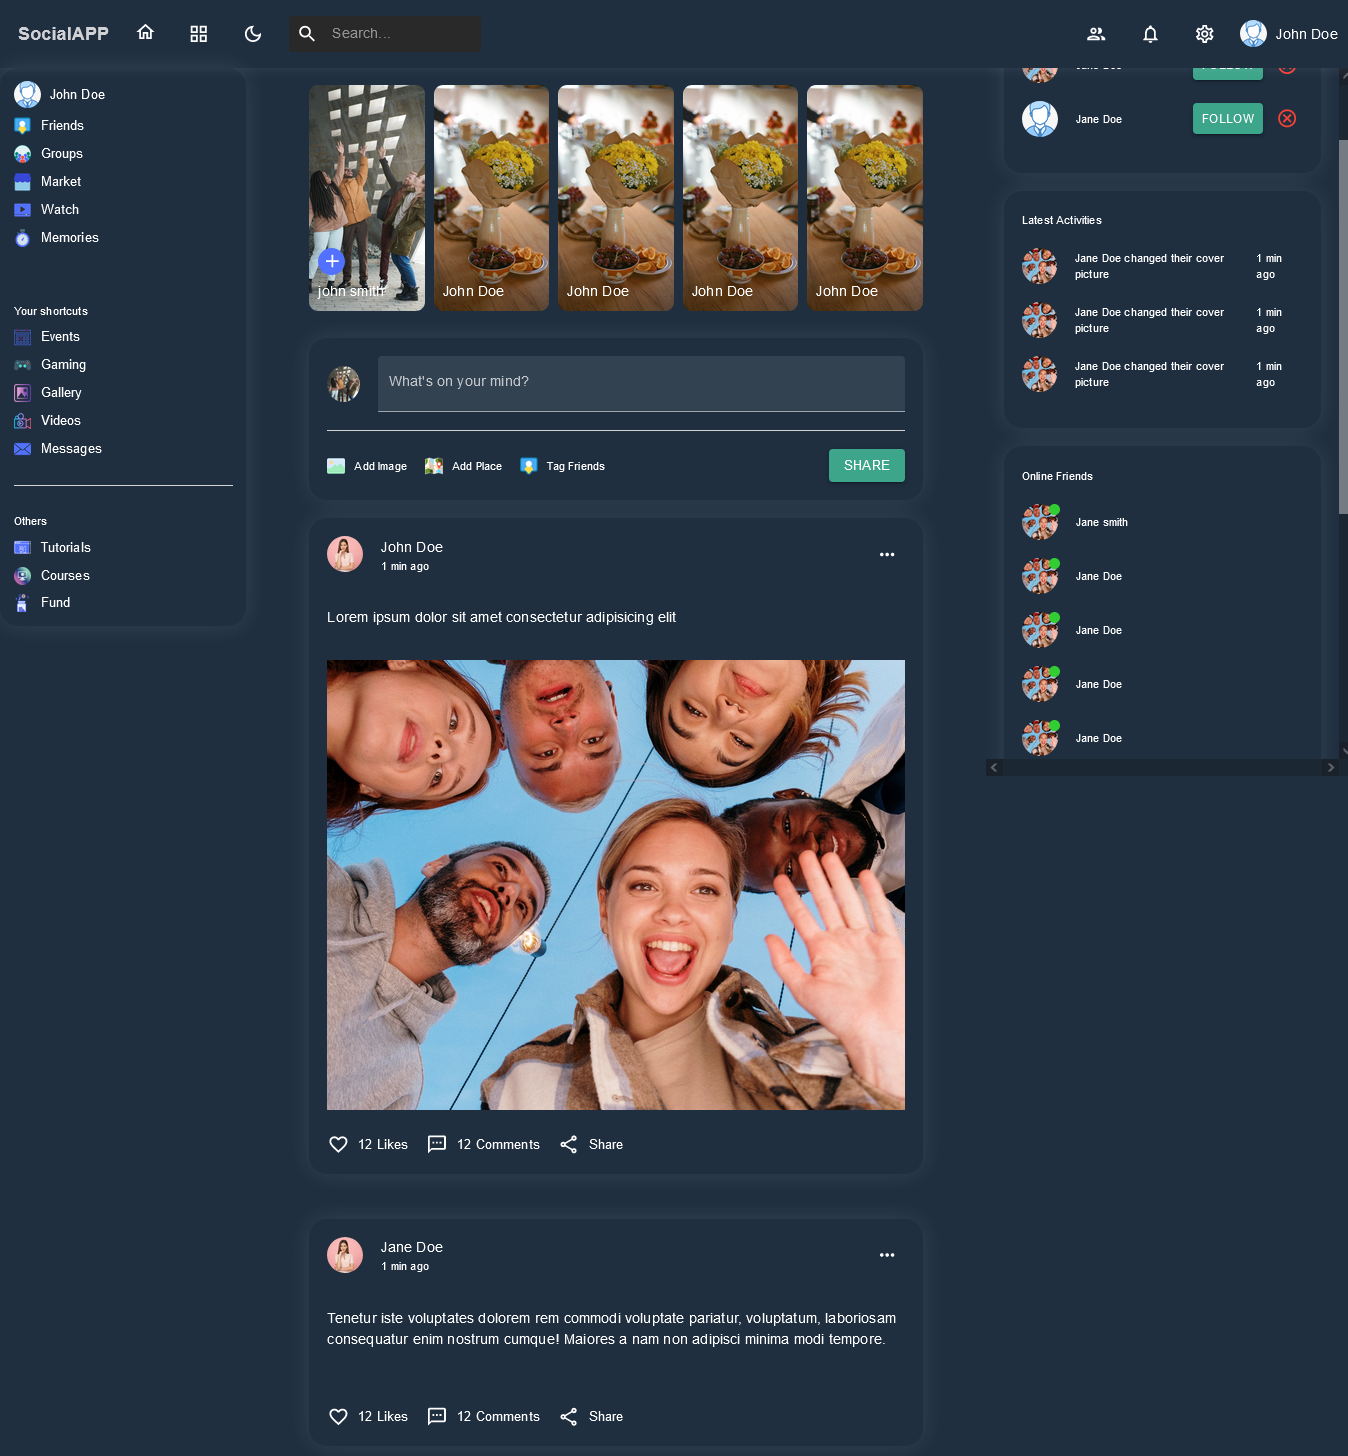 SocialAPP
Search...
John Doe
John Doe
Friends
Groups
Market
Watch
Memories
Your shortcuts
Events
Gaming
Gallery
Videos
Messages
Others
Tutorials
Courses
Fund
john smith
John Doe
John Doe
John Doe
John Doe
What's on your mind?
Add Image
Add Place
Tag Friends
SHARE
John Doe
1 min ago
Lorem ipsum dolor sit amet consectetur adipisicing elit
12 Likes
12 Comments
Share
Jane Doe
1 min ago
Tenetur iste voluptates dolorem rem commodi voluptate pariatur, voluptatum, laboriosam
consequatur enim nostrum cumque! Maiores a nam non adipisci minima modi tempore.
12 Likes
12 Comments
Share
Jane Doe
FOLLOW
Jane Doe
FOLLOW
Latest Activities
Jane Doe changed their cover
picture
1 min
ago
Jane Doe changed their cover
picture
1 min
ago
Jane Doe changed their cover
picture
1 min
ago
Online Friends
Jane smith
Jane Doe
Jane Doe
Jane Doe
Jane Doe